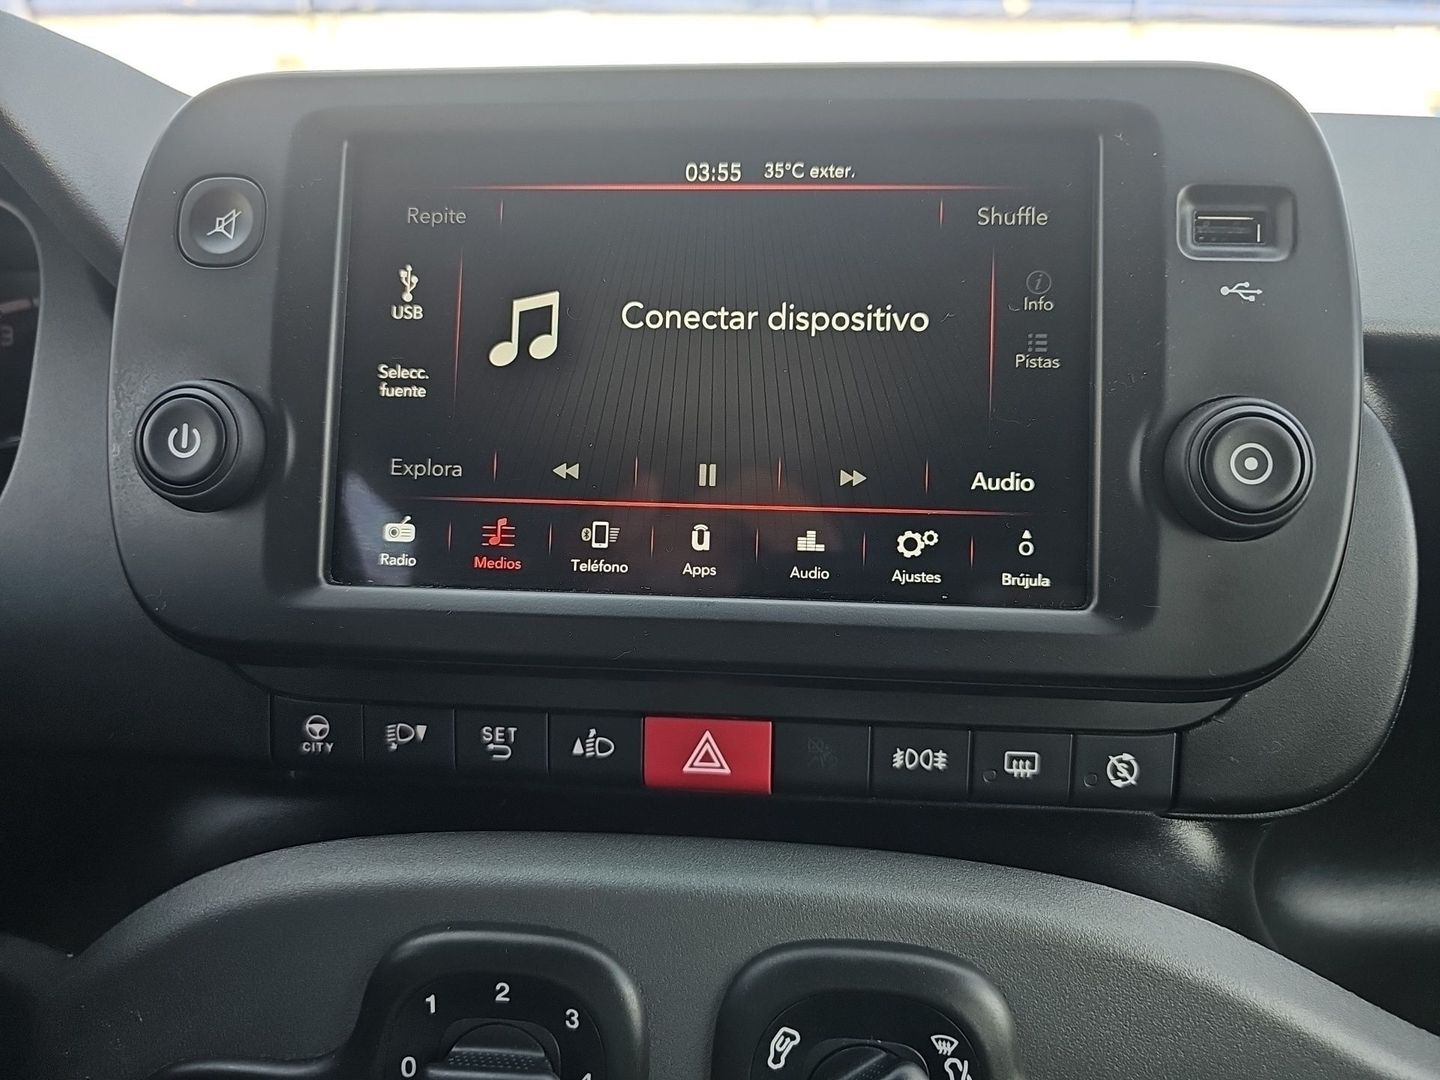 03:55 35°C exter.
Repite Shuffle
USB
Conectar dispositivo
Info
Selecc.
fuente
Pistas
Explora Audio
Radio Medios Teléfono Apps Audio Ajustes Brújula
CITY SET
1 2 3
0